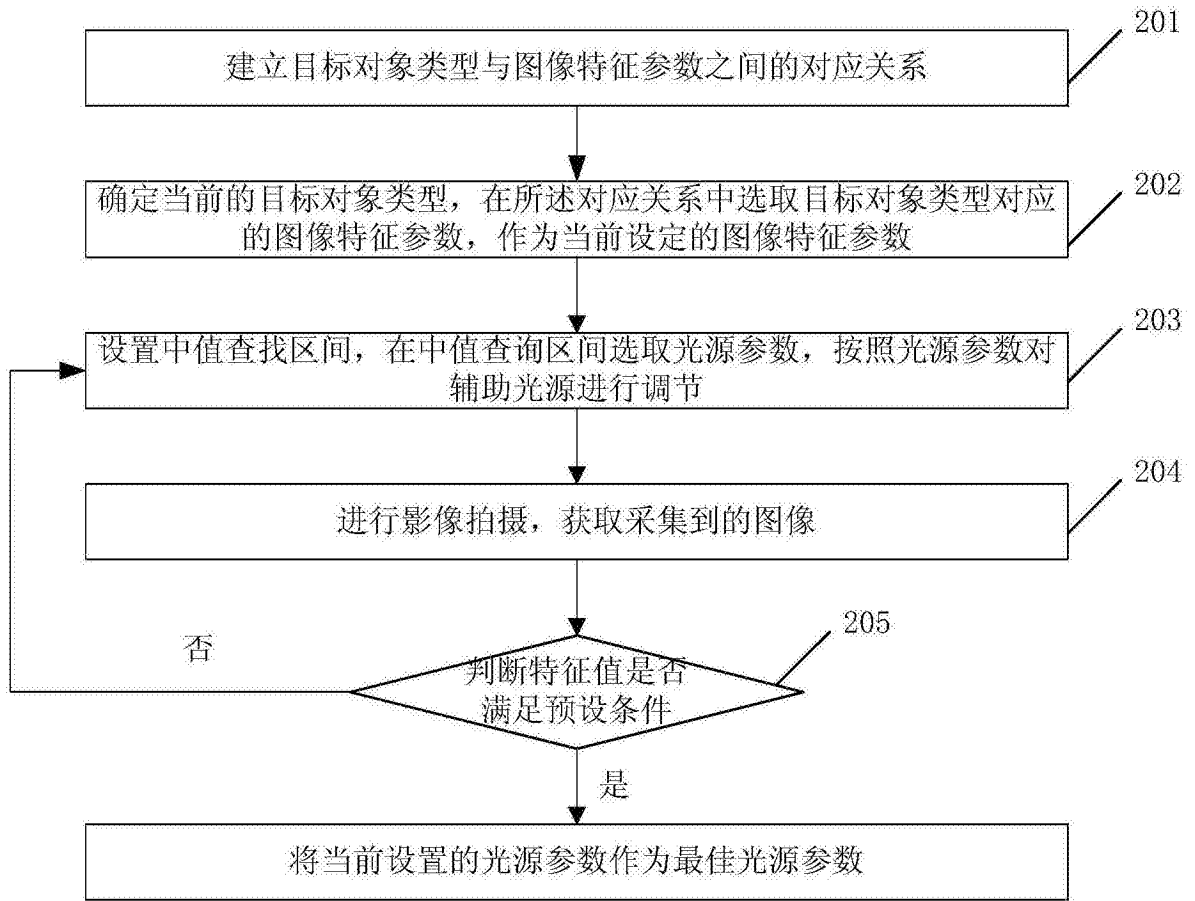 201
建立目标对象类型与图像特征参数之间的对应关系
202
确定当前的目标对象类型，在所述对应关系中选取目标对象类型对应
的图像特征参数，作为当前设定的图像特征参数
203
设置中值查找区间，在中值查询区间选取光源参数，按照光源参数对
辅助光源进行调节
204
进行影像拍摄，获取采集到的图像
205
判断特征值是否
满足预设条件
否
是
将当前设置的光源参数作为最佳光源参数